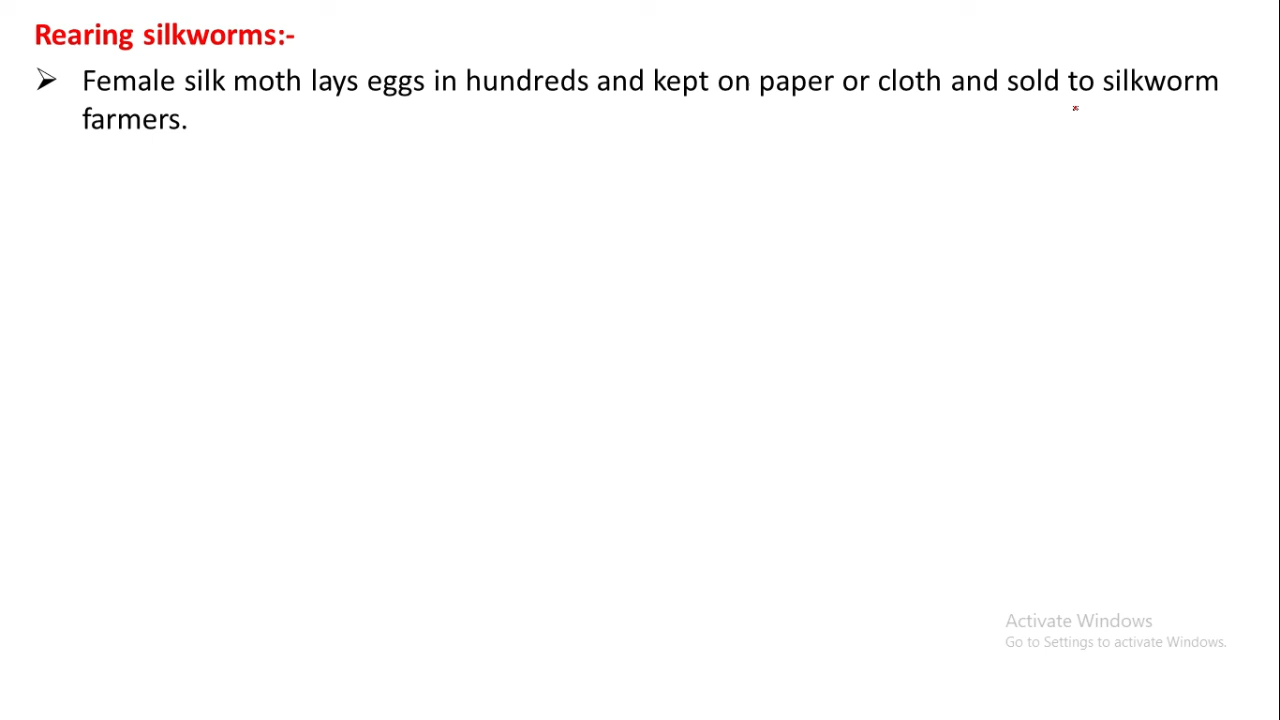 Rearing silkworms:-
➢ Female silk moth lays eggs in hundreds and kept on paper or cloth and sold to silkworm
farmers.
Activate Windows
Go to Settings to activate Windows.